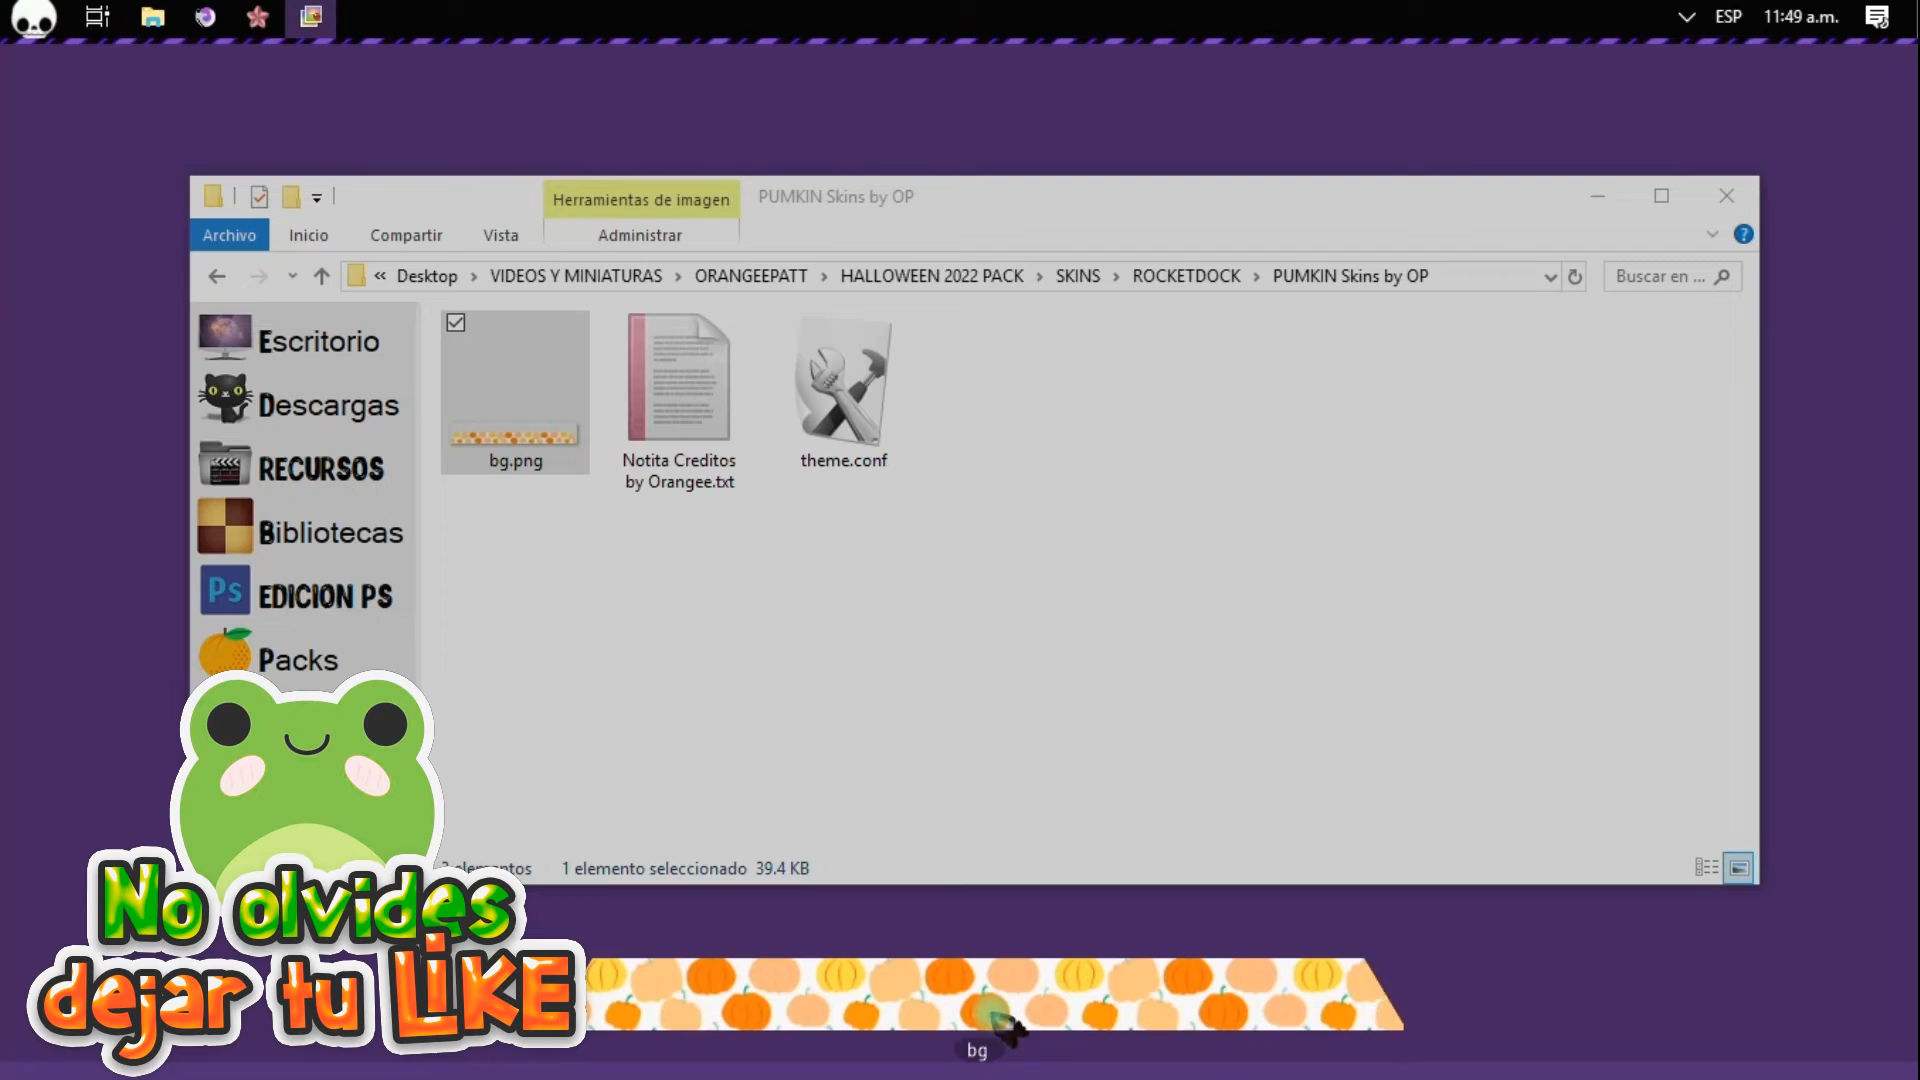 ESP 11:49 a.m.
Herramientas de imagen PUMKIN Skins by OP
Archivo Inicio Compartir Vista Administrar
« Desktop › VIDEOS Y MINIATURAS › ORANGEEPATT › HALLOWEEN 2022 PACK › SKINS › ROCKETDOCK › PUMKIN Skins by OP
Buscar en ...
Escritorio
Descargas
RECURSOS
Bibliotecas
Ps EDICION PS
Packs
bg.png
Notita Creditos
by Orangee.txt
theme.conf
elementos 1 elemento seleccionado 39.4 KB
No olvides
dejar tu LIKE
bg